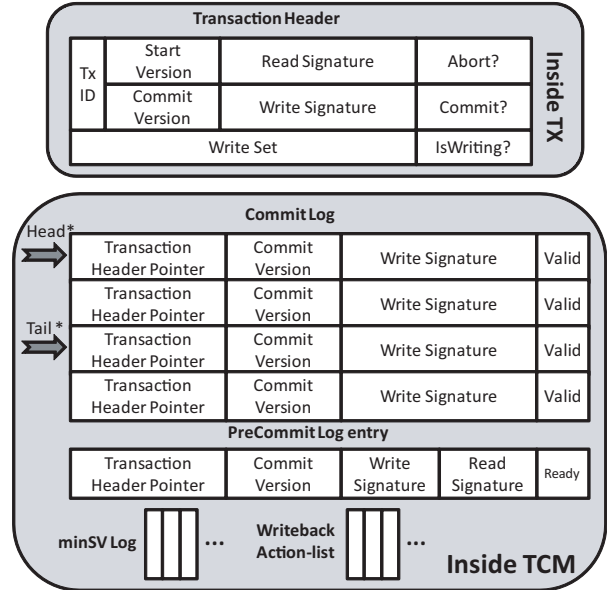 Transaction Header
Tx ID
Start Version
Read Signature
Abort?
Commit Version
Write Signature
Commit?
Write Set
IsWriting?
Inside TX
Commit Log
Head*
Transaction Header Pointer
Commit Version
Write Signature
Valid
Transaction Header Pointer
Commit Version
Write Signature
Valid
Tail *
Transaction Header Pointer
Commit Version
Write Signature
Valid
Transaction Header Pointer
Commit Version
Write Signature
Valid
PreCommit Log entry
Transaction Header Pointer
Commit Version
Write Signature
Read Signature
Ready
minSV Log
...
Writeback Action-list
...
Inside TCM